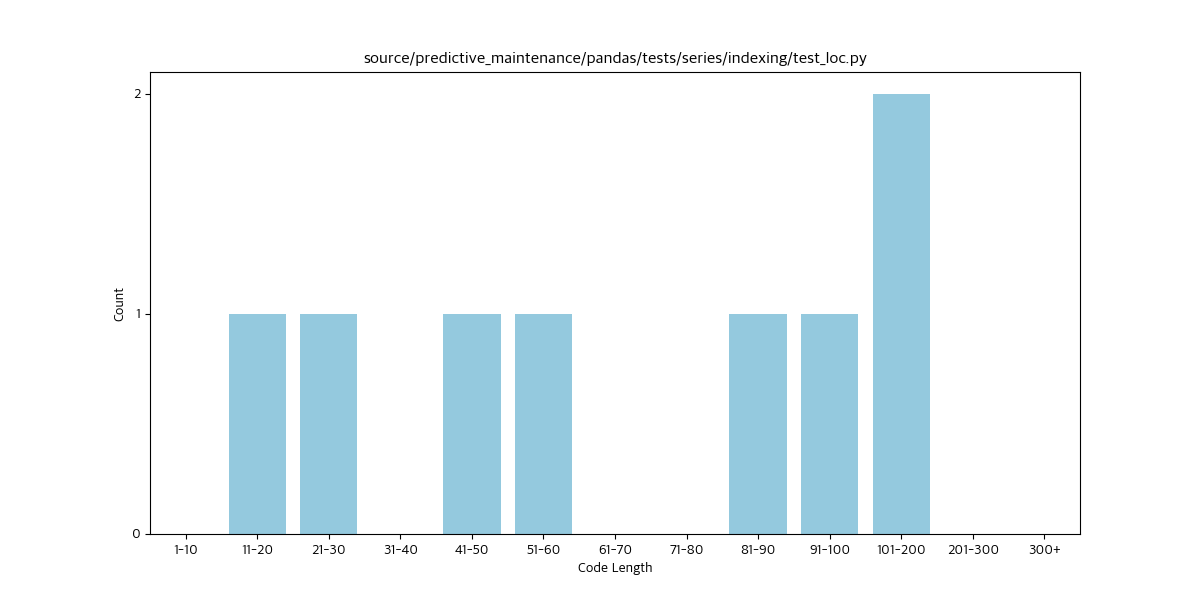 source/predictive_maintenance/pandas/tests/series/indexing/test_loc.py
2
1
0
Count
1-10 11-20 21-30 31-40 41-50 51-60 61-70 71-80 81-90 91-100 101-200 201-300 300+
Code Length